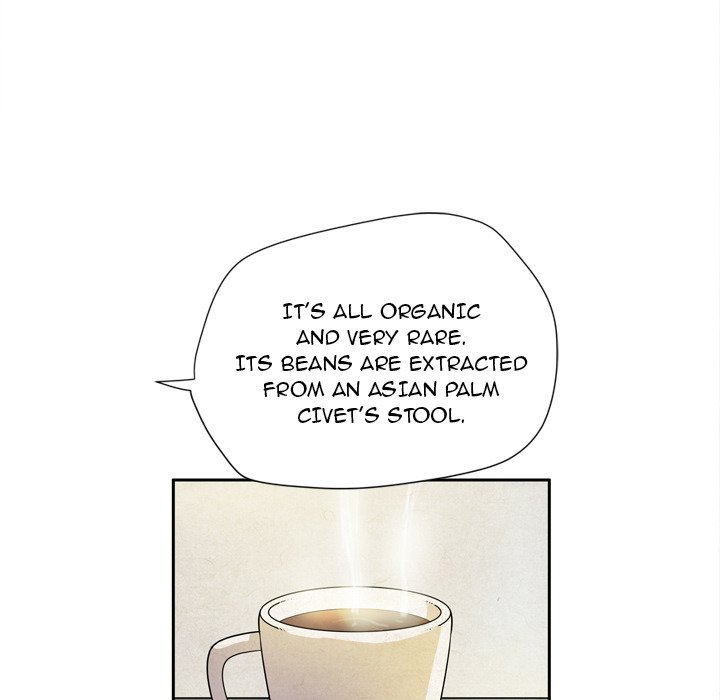 IT'S ALL ORGANIC
AND VERY RARE.
ITS BEANS ARE EXTRACTED
FROM AN ASIAN PALM
CIVET'S STOOL.